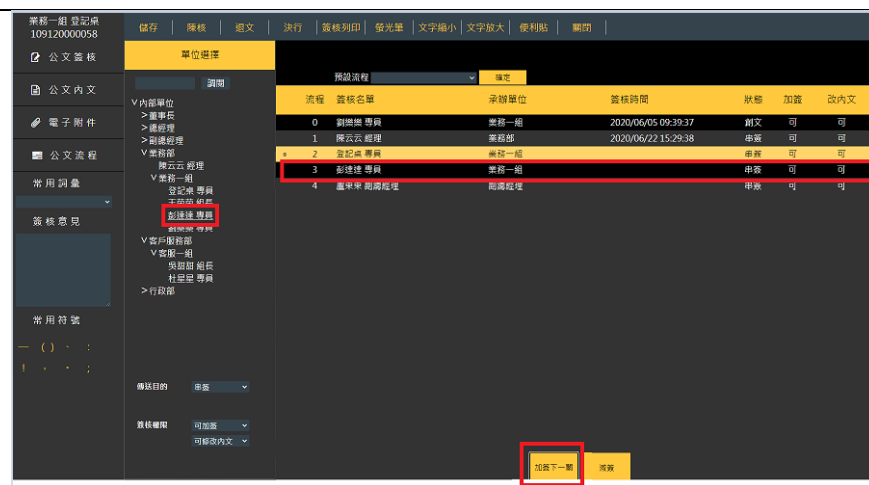 業務一組 登記桌
109120000058
儲存 陳核 退文 決行 簽核列印 螢光筆 文字縮小 文字放大 便利貼 關閉
公文簽核
公文內文
電子附件
公文流程
常用詞彙
簽核意見
常用符號
— ( ) 、 :
! , 。 ;
單位選擇
調閱
∨內部單位
>董事長
>總經理
>副總經理
∨業務部
陳云云 經理
∨業務一組
登記桌 專員
組長
彭達達 專員
劉樂樂 專員
∨客戶服務部
∨客服一組
吳甜甜 組長
杜星星 專員
>行政部
傳送目的 串簽
簽核權限 可加簽
可修改內文
預設流程 確定
流程 簽核名單 承辦單位 簽核時間 狀態 加簽 改內文
0 劉樂樂 專員 業務一組 2020/06/05 09:39:37 創文 可 可
1 陳云云 經理 業務部 2020/06/22 15:29:38 串簽 可 可
* 2 登記桌 專員 業務一組 串簽 可 可
3 彭達達 專員 業務一組 串簽 可 可
4 盧果果 副總經理 副總經理 串簽 可 可
加簽下一關 減簽